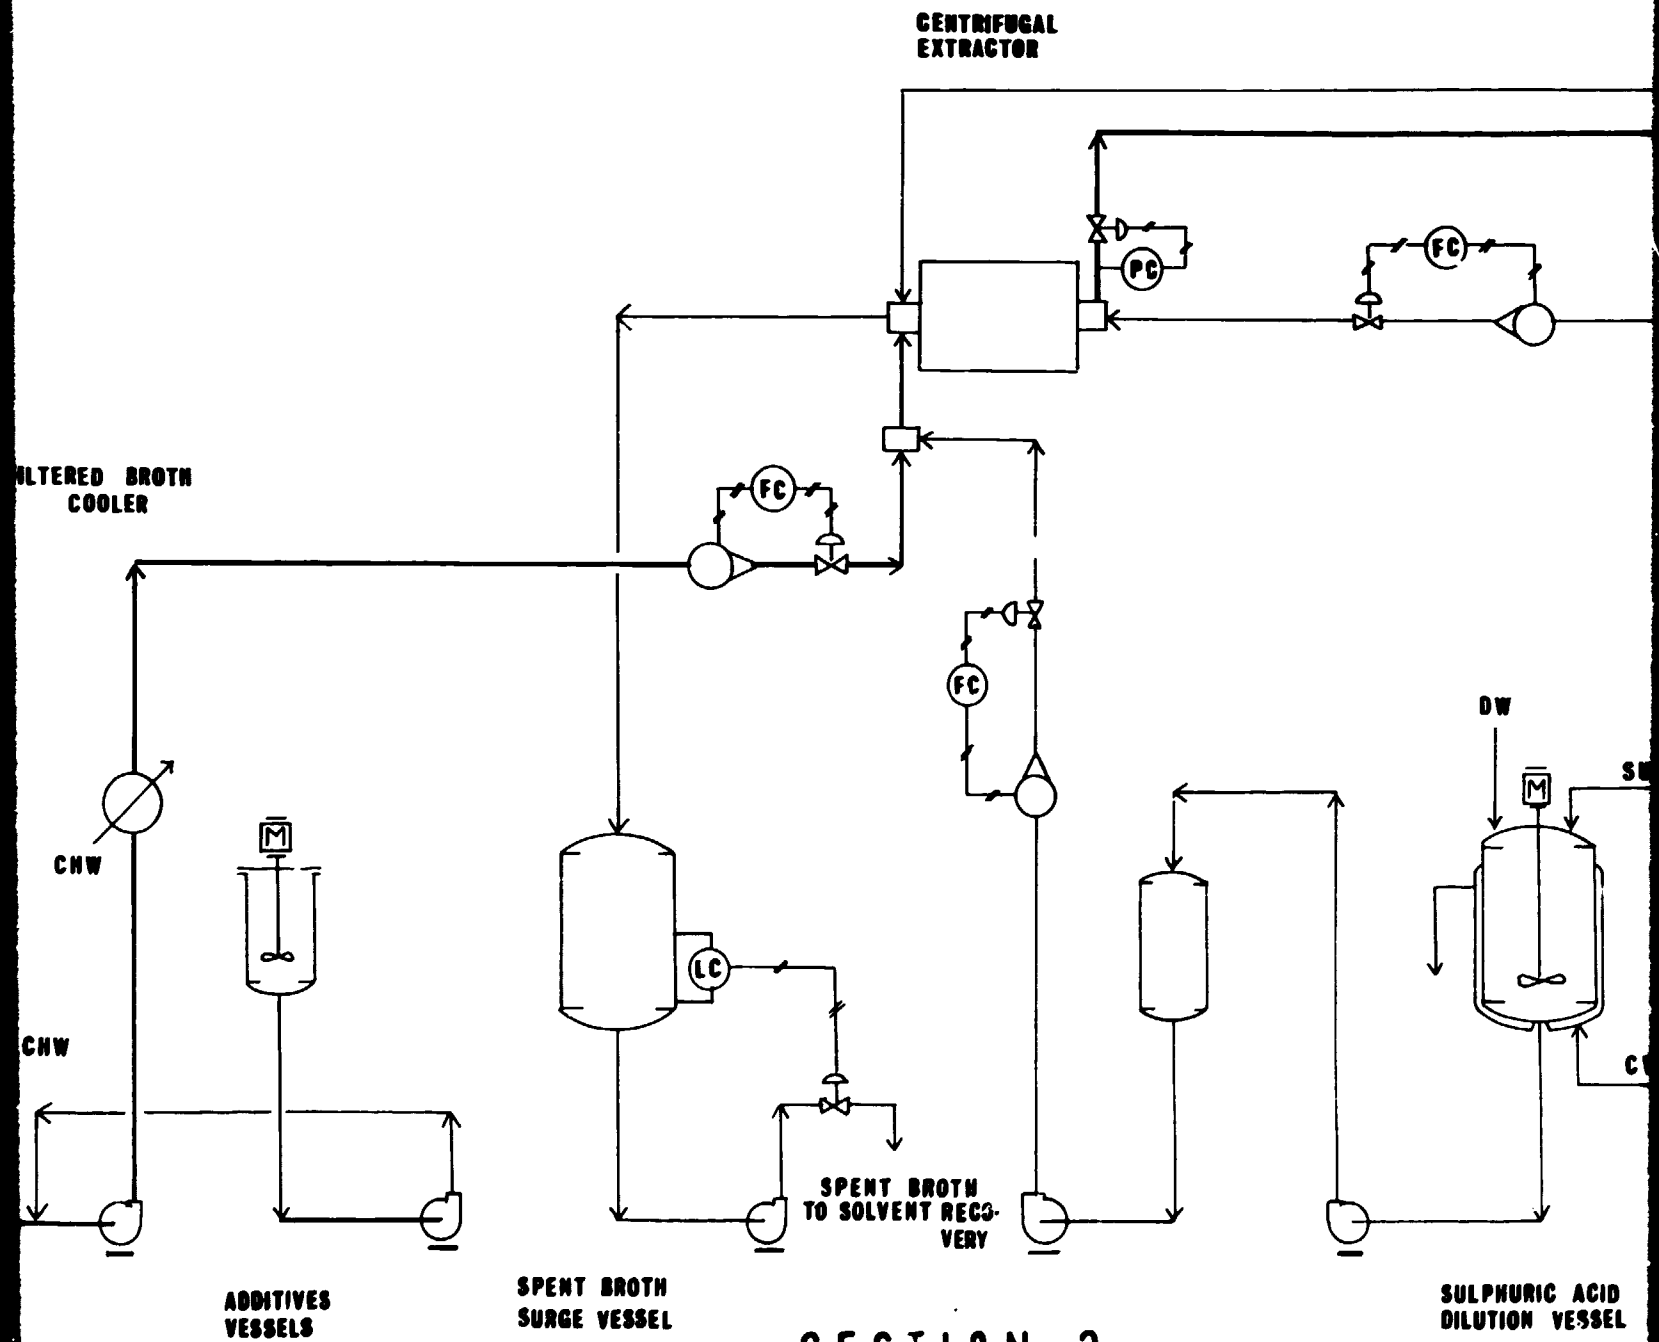 CENTRIFUGAL
EXTRACTOR
FC
PC
ILTERED BROTH
COOLER
FC
FC
DW
M
M
CHW
LC
CHW
SPENT BROTH
TO SOLVENT RECO-
VERY
SPENT BROTH
SURGE VESSEL
ADDITIVES
VESSELS
SULPHURIC ACID
DILUTION VESSEL